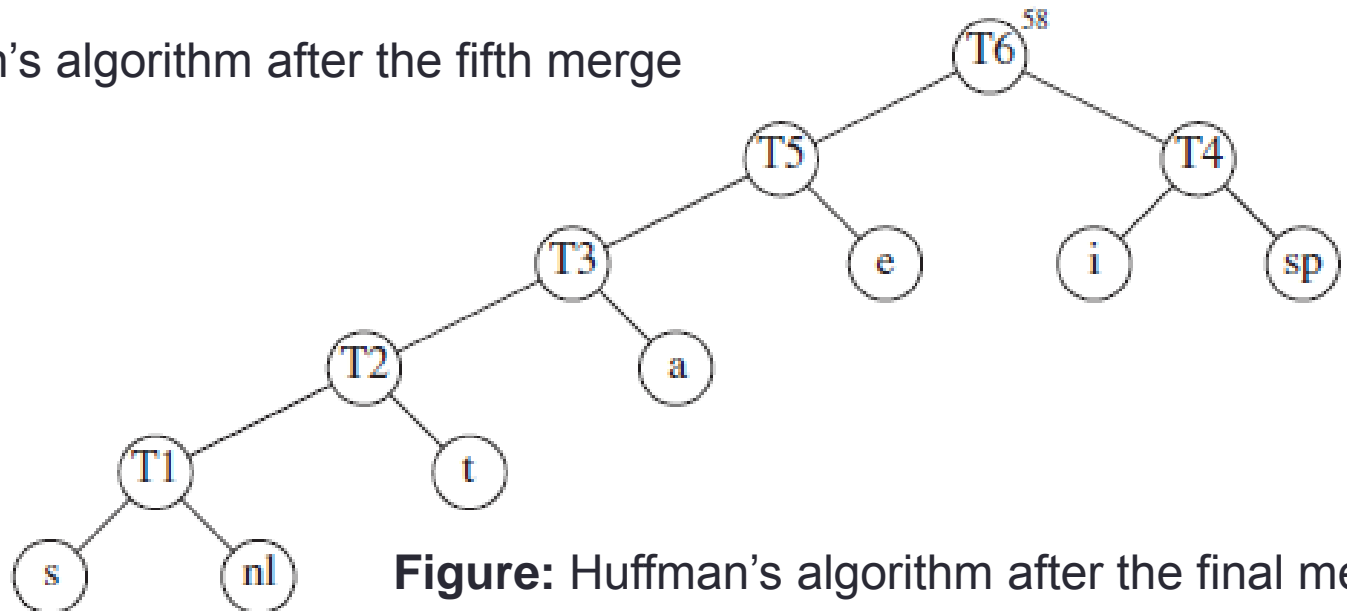 58
n's algorithm after the fifth merge
T6
T5 T4
T3 e i sp
T2 a
T1 t
s nl
Figure: Huffman's algorithm after the final me